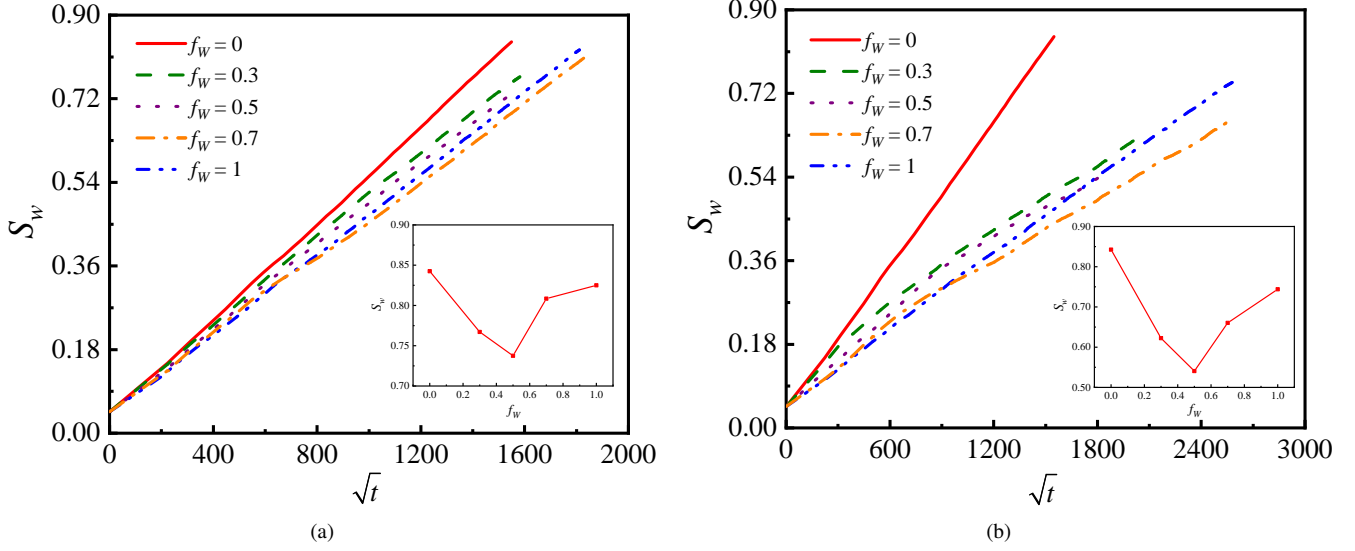 0.90
0.72
0.54
0.36
0.18
0.00
S_w
f_W = 0
f_W = 0.3
f_W = 0.5
f_W = 0.7
f_W = 1
0.90
0.85
0.80
0.75
0.70
S_w
0.0 0.2 0.4 0.6 0.8 1.0
f_W
0 400 800 1200 1600 2000
√t
(a)
0.90
0.72
0.54
0.36
0.18
0.00
S_w
f_W = 0
f_W = 0.3
f_W = 0.5
f_W = 0.7
f_W = 1
0.90
0.80
0.70
0.60
0.50
S_w
0.0 0.2 0.4 0.6 0.8 1.0
f_W
0 600 1200 1800 2400 3000
√t
(b)